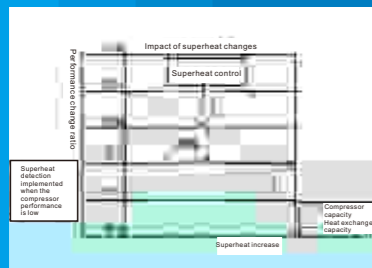 Impact of superheat changes
Superheat control
Performance change ratio
Superheat
detection
implemented
when the
compressor
performance
is low
Compressor
capacity
Heat exchange
capacity
Superheat increase